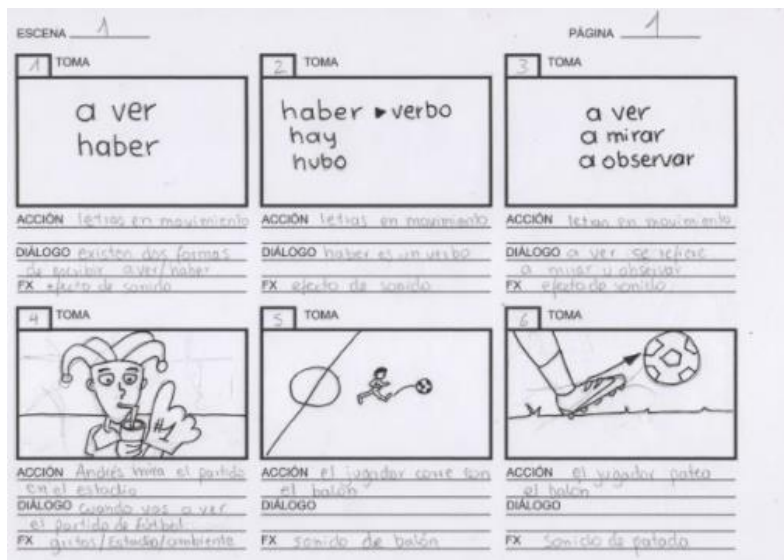 ESCENA 1
PÁGINA 1
1 TOMA
a ver
haber
ACCIÓN letras en movimiento
DIÁLOGO existen dos formas
de escribir a ver/haber
FX efecto de sonido
2 TOMA
haber ▸ verbo
hay
hubo
ACCIÓN letras en movimiento
DIÁLOGO haber es un verbo
FX efecto de sonido
3 TOMA
a ver
a mirar
a observar
ACCIÓN letras en movimiento
DIÁLOGO a ver se refiere
a mirar u observar
FX efecto de sonido
4 TOMA
#1
ACCIÓN Andrés mira el partido
en el estadio
DIÁLOGO cuando vas a ver
el partido de fútbol
FX gritos/Estadio/ambiente
5 TOMA
ACCIÓN el jugador corre con
el balón
DIÁLOGO
FX sonido de balón
6 TOMA
ACCIÓN el jugador patea
el balón
DIÁLOGO
FX Sonido de patada